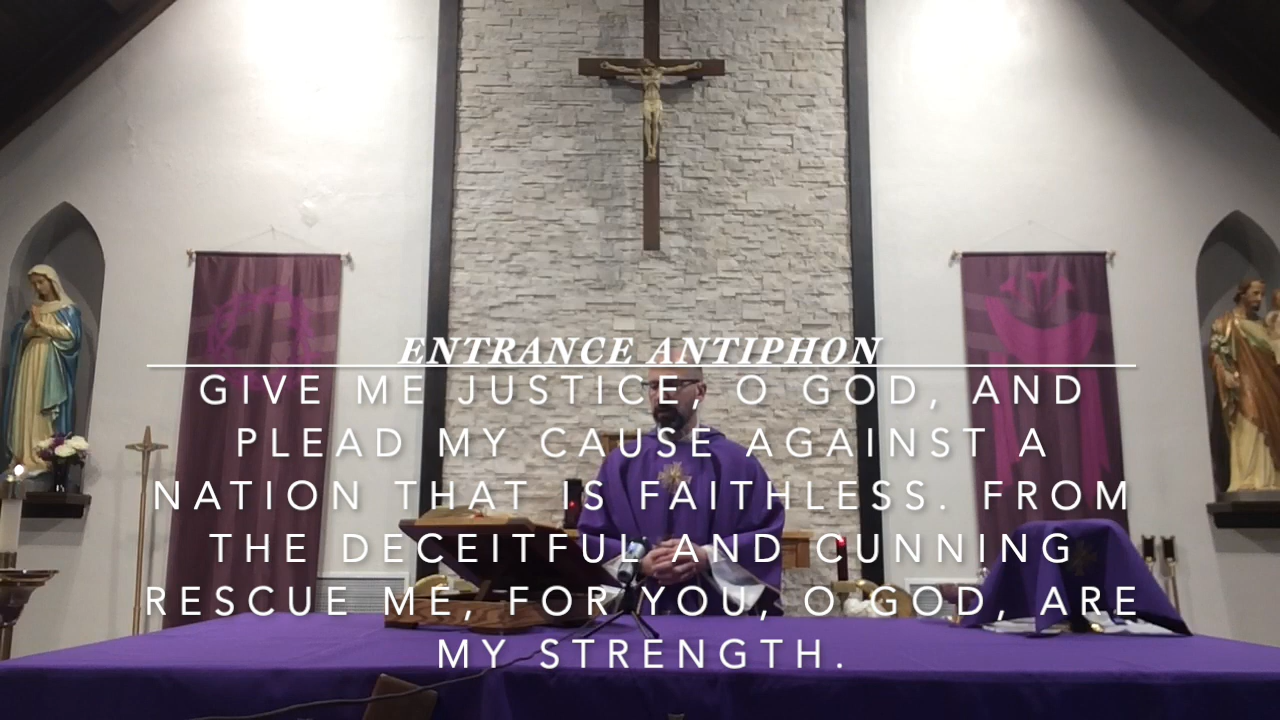 ENTRANCE ANTIPHON
GIVE ME JUSTICE, O GOD, AND
PLEAD MY CAUSE AGAINST A
NATION THAT IS FAITHLESS. FROM
THE DECEITFUL AND CUNNING
RESCUE ME, FOR YOU, O GOD, ARE
MY STRENGTH.